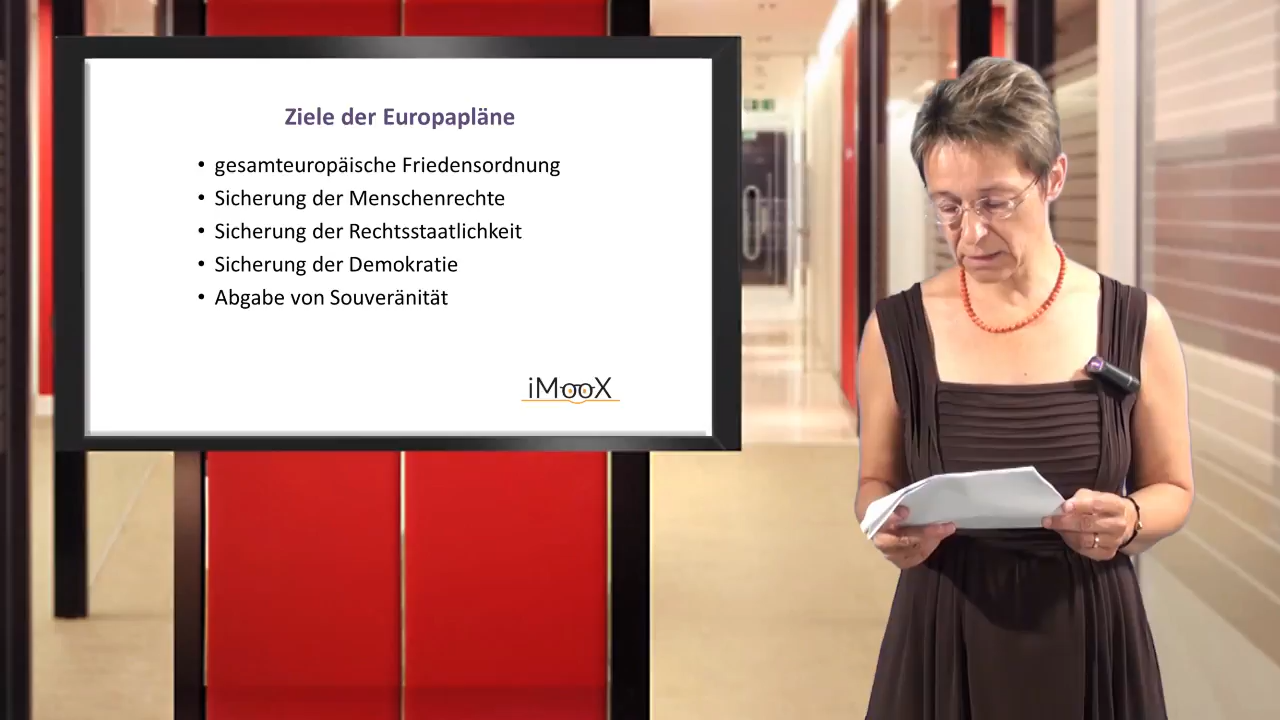 Ziele der Europapläne
• gesamteuropäische Friedensordnung
• Sicherung der Menschenrechte
• Sicherung der Rechtsstaatlichkeit
• Sicherung der Demokratie
• Abgabe von Souveränität
iMooX